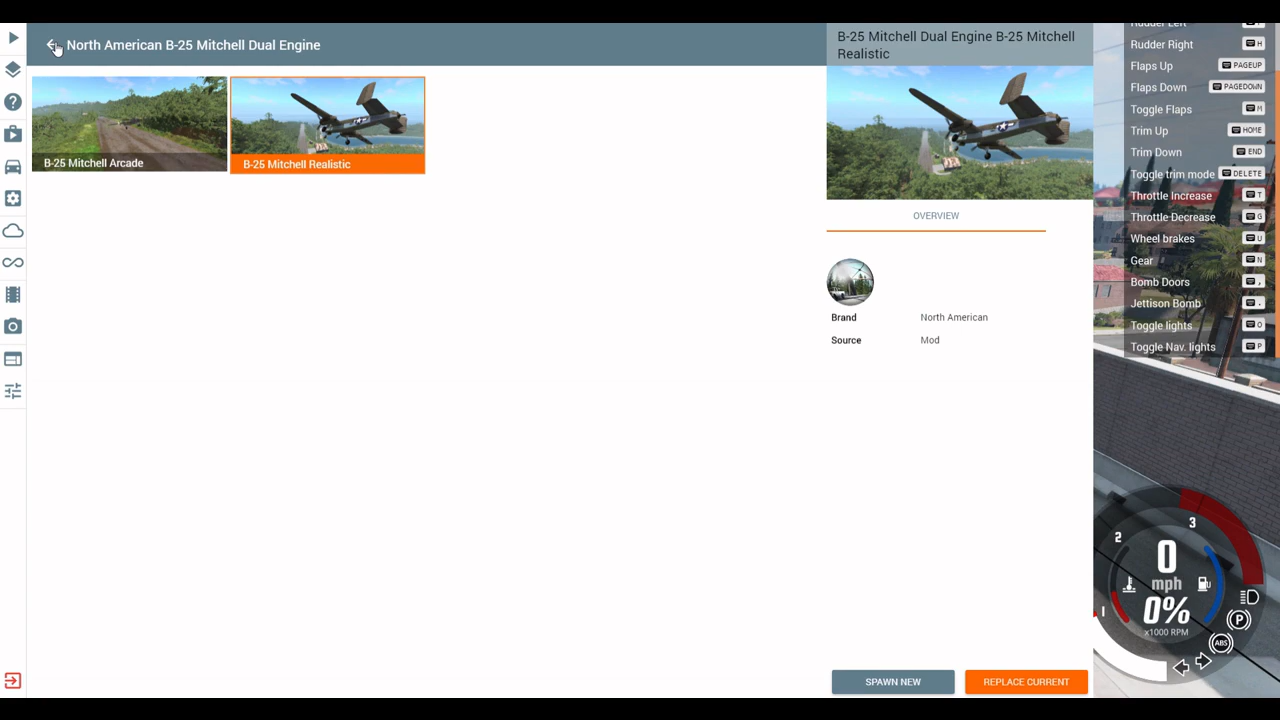 North American B-25 Mitchell Dual Engine
B-25 Mitchell Arcade
B-25 Mitchell Realistic
B-25 Mitchell Dual Engine B-25 Mitchell
Realistic
OVERVIEW
Brand North American
Source Mod
SPAWN NEW
REPLACE CURRENT
Rudder Left
Rudder Right H
Flaps Up PAGEUP
Flaps Down PAGEDOWN
Toggle Flaps M
Trim Up HOME
Trim Down END
Toggle trim mode DELETE
Throttle Increase T
Throttle Decrease G
Wheel brakes U
Gear N
Bomb Doors ,
Jettison Bomb .
Toggle lights O
Toggle Nav. lights P
3
2
1
0
mph
0%
x1000 RPM
P
ABS